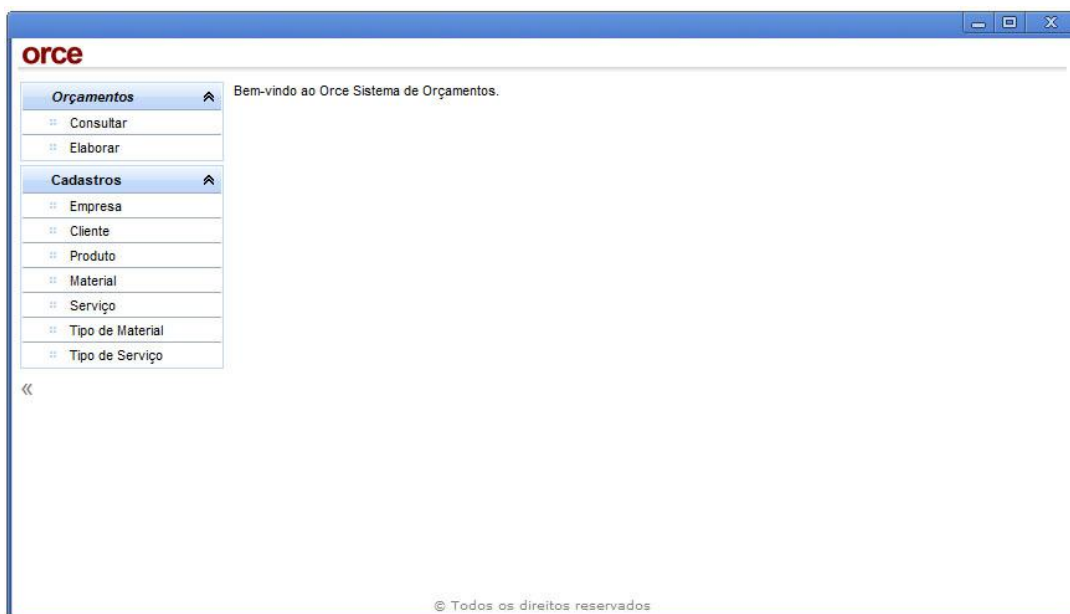 orce
Orçamentos
Bem-vindo ao Orce Sistema de Orçamentos.
Consultar
Elaborar
Cadastros
Empresa
Cliente
Produto
Material
Serviço
Tipo de Material
Tipo de Serviço
«
© Todos os direitos reservados